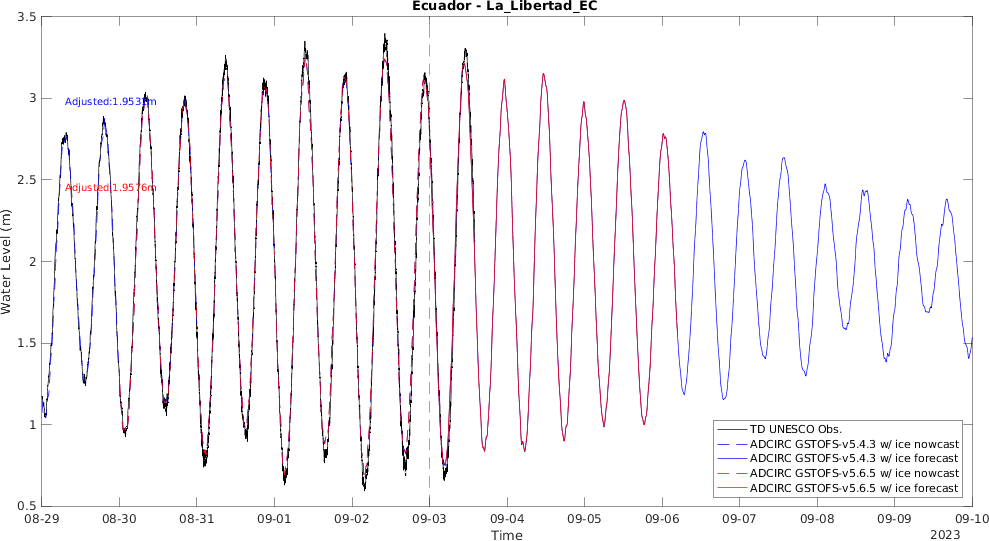 Ecuador - La_Libertad_EC
3.5
3
2.5
2
1.5
1
0.5
Water Level (m)
Adjusted:1.9531m
Adjusted:1.9576m
TD UNESCO Obs.
ADCIRC GSTOFS-v5.4.3 w/ ice nowcast
ADCIRC GSTOFS-v5.4.3 w/ ice forecast
ADCIRC GSTOFS-v5.6.5 w/ ice nowcast
ADCIRC GSTOFS-v5.6.5 w/ ice forecast
08-29 08-30 08-31 09-01 09-02 09-03 09-04 09-05 09-06 09-07 09-08 09-09 09-10
Time
2023